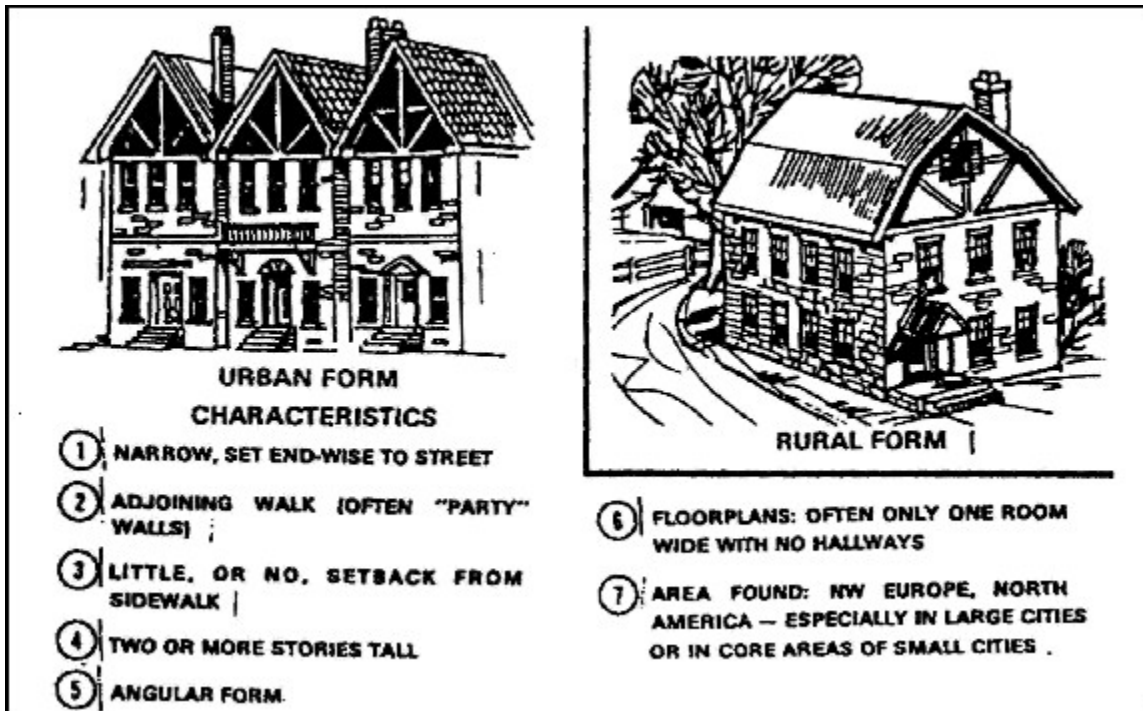 URBAN FORM
CHARACTERISTICS
1 NARROW, SET END-WISE TO STREET
2 ADJOINING WALK (OFTEN "PARTY"
WALLS)
3 LITTLE, OR NO, SETBACK FROM
SIDEWALK
4 TWO OR MORE STORIES TALL
5 ANGULAR FORM
RURAL FORM
6 FLOORPLANS: OFTEN ONLY ONE ROOM
WIDE WITH NO HALLWAYS
7 AREA FOUND: NW EUROPE, NORTH
AMERICA — ESPECIALLY IN LARGE CITIES
OR IN CORE AREAS OF SMALL CITIES .